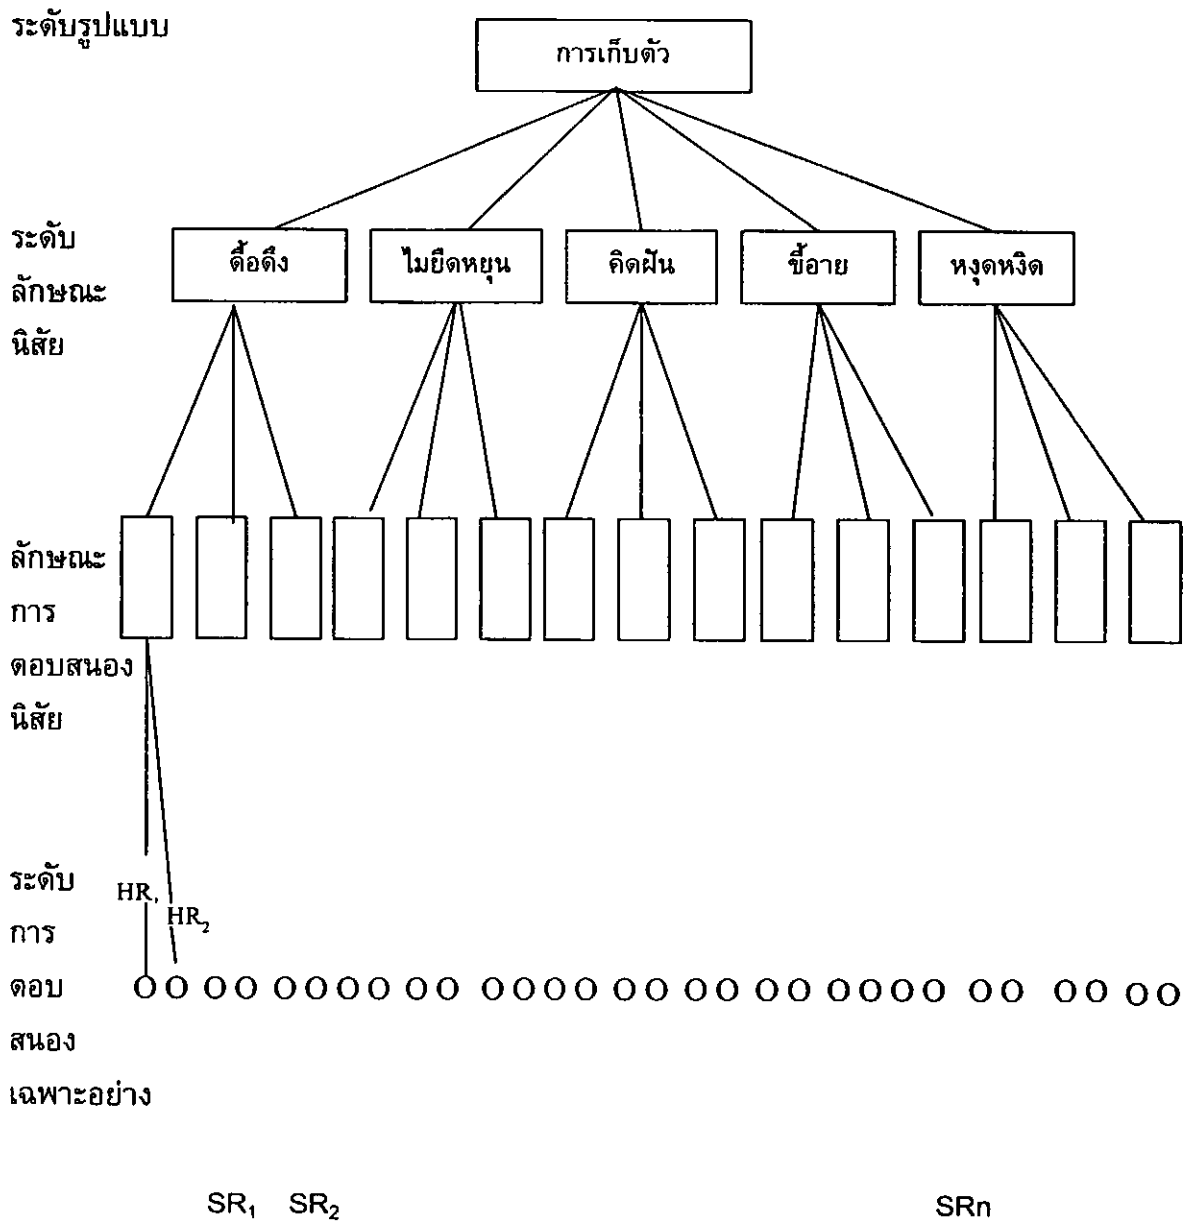 ระดับรูปแบบ
การเก็บตัว
ระดับ
ลักษณะ
นิสัย
ดื้อดึง
ไม่ยืดหยุ่น
คิดฝัน
ขี้อาย
หงุดหงิด
ลักษณะ
การ
ตอบสนอง
นิสัย
ระดับ
การ
ตอบ
สนอง
เฉพาะอย่าง
HR,
HR₂
O O O O O O O O O O O O O O O O O O O O O O O O O O O O O O
SR₁ SR₂ SRn